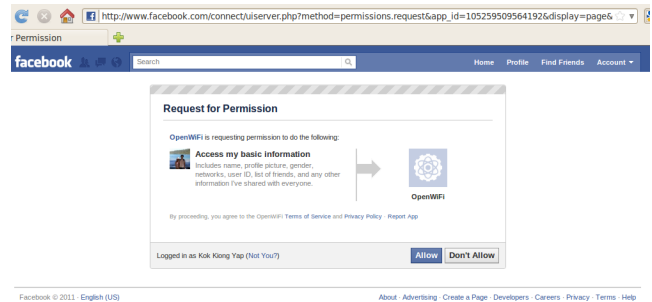 http://www.facebook.com/connect/uiserver.php?method=permissions.request&app_id=105259509564192&display=page&
r Permission
facebook Search Home Profile Find Friends Account
Request for Permission
OpenWiFi is requesting permission to do the following:
Access my basic information
Includes name, profile picture, gender,
networks, user ID, list of friends, and any other
information I've shared with everyone.
OpenWiFi
By proceeding, you agree to the OpenWiFi Terms of Service and Privacy Policy · Report App
Logged in as Kok Kiong Yap (Not You?) Allow Don't Allow
Facebook © 2011 · English (US) About · Advertising · Create a Page · Developers · Careers · Privacy · Terms · Help